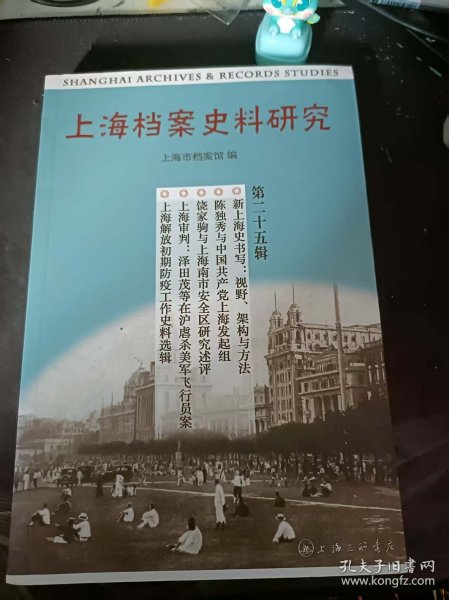 SHANGHAI ARCHIVES & RECORDS STUDIES
上海档案史料研究
上海市档案馆 编
第二十五辑
新上海史书写：视野、架构与方法
陈独秀与中国共产党上海发起组
饶家驹与上海南市安全区研究述评
上海审判：泽田茂等在沪虐杀美军飞行员案
上海解放初期防疫工作史料选辑
上海三联书店
孔夫子旧书网
www.kongfz.com